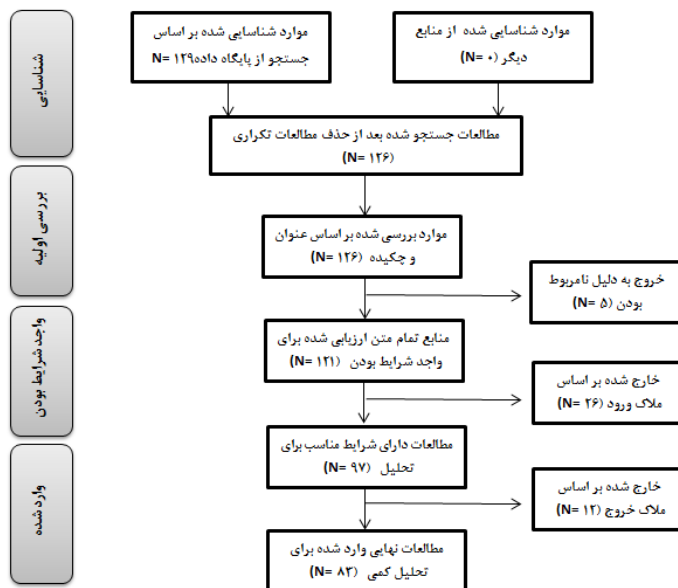 موارد شناسایی شده بر اساس
جستجو از پایگاه داده N= ۱۲۹
موارد شناسایی شده از منابع
دیگر (N= ۰)
شناسایی
مطالعات جستجو شده بعد از حذف مطالعات تکراری
(N= ۱۲۶)
بررسی اولیه
موارد بررسی شده بر اساس عنوان
و چکیده (N= ۱۲۶)
خروج به دلیل نامربوط
بودن (N= ۵)
واجد شرایط بودن
منابع تمام متن ارزیابی شده برای
واجد شرایط بودن (N= ۱۲۱)
خارج شده بر اساس
ملاک ورود (N= ۲۶)
مطالعات دارای شرایط مناسب برای
تحلیل (N= ۹۷)
وارد شده
خارج شده بر اساس
ملاک خروج (N= ۱۲)
مطالعات نهایی وارد شده برای
تحلیل کمی (N= ۸۳)